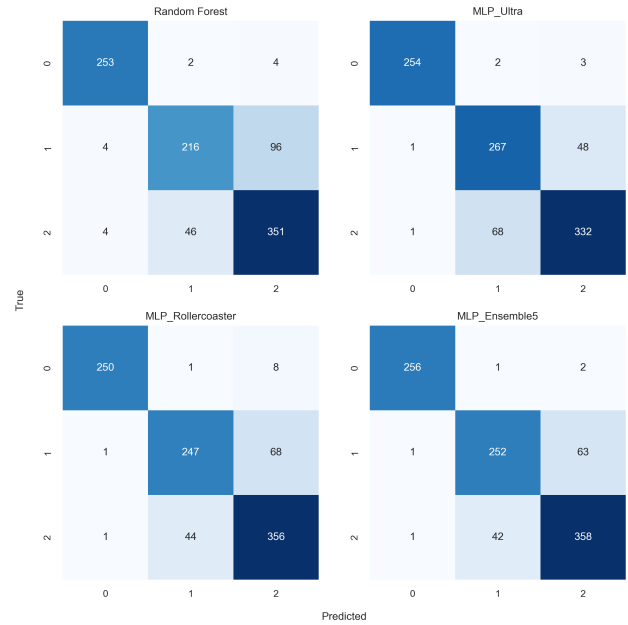 Random Forest MLP_Ultra
0 253 2 4 0 254 2 3
1 4 216 96 1 1 267 48
2 4 46 351 2 1 68 332
0 1 2 0 1 2
True
MLP_Rollercoaster MLP_Ensemble5
0 250 1 8 0 256 1 2
1 1 247 68 1 1 252 63
2 1 44 356 2 1 42 358
0 1 2 0 1 2
Predicted